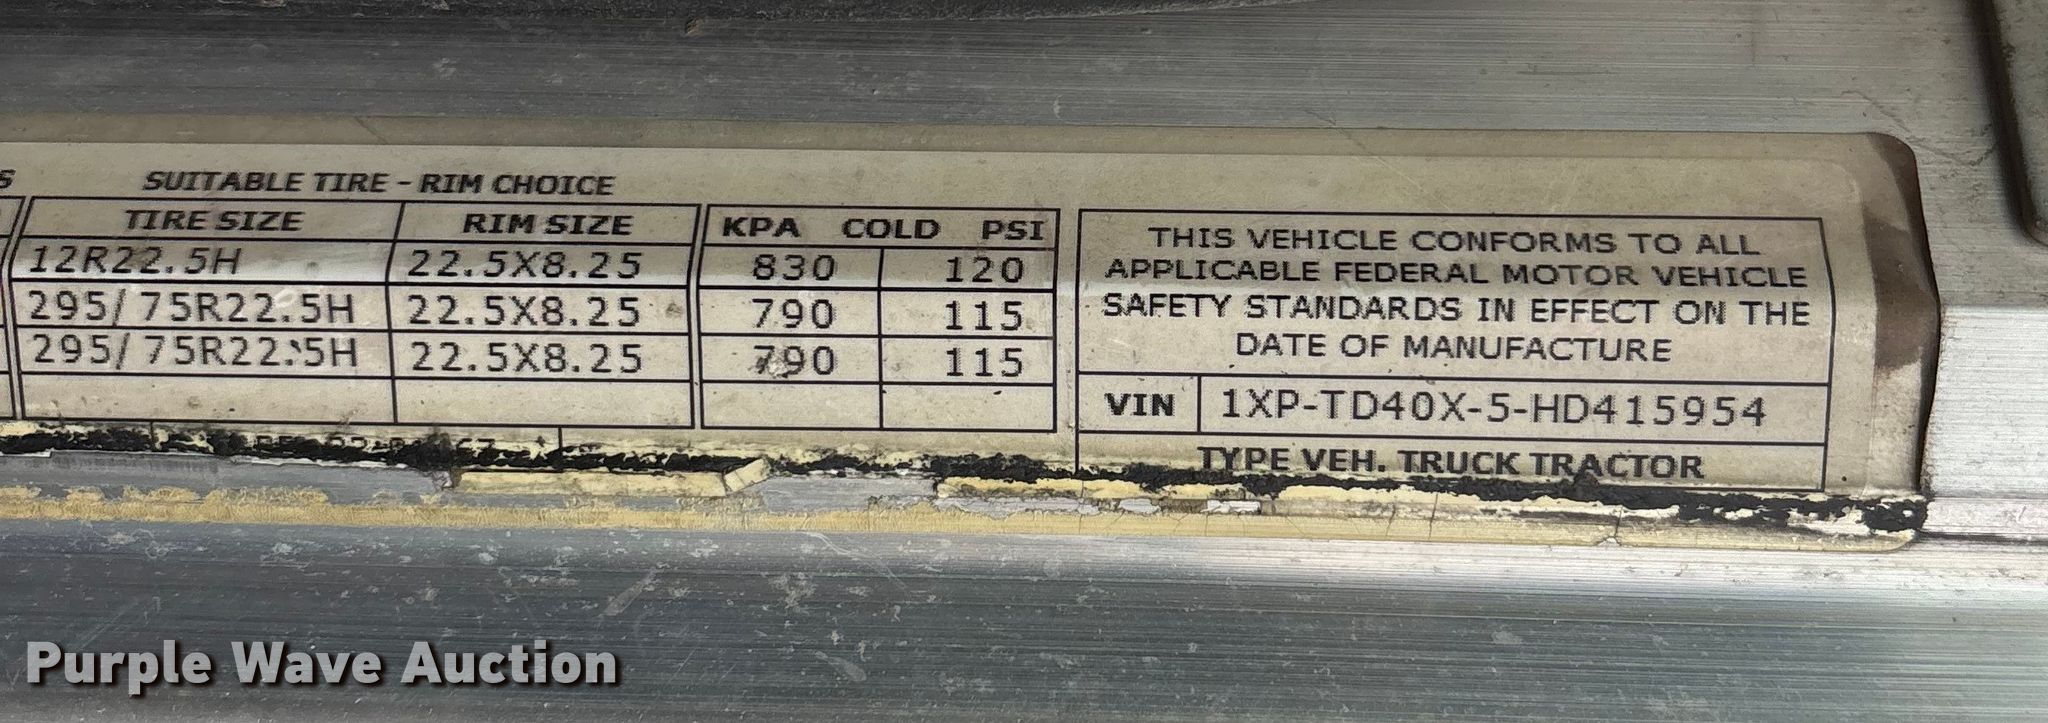 SUITABLE TIRE - RIM CHOICE
TIRE SIZE RIM SIZE KPA COLD PSI
12R22.5H 22.5X8.25 830 120
295/75R22.5H 22.5X8.25 790 115
295/75R22.5H 22.5X8.25 790 115
THIS VEHICLE CONFORMS TO ALL
APPLICABLE FEDERAL MOTOR VEHICLE
SAFETY STANDARDS IN EFFECT ON THE
DATE OF MANUFACTURE
VIN 1XP-TD40X-5-HD415954
TYPE VEH. TRUCK TRACTOR
Purple Wave Auction